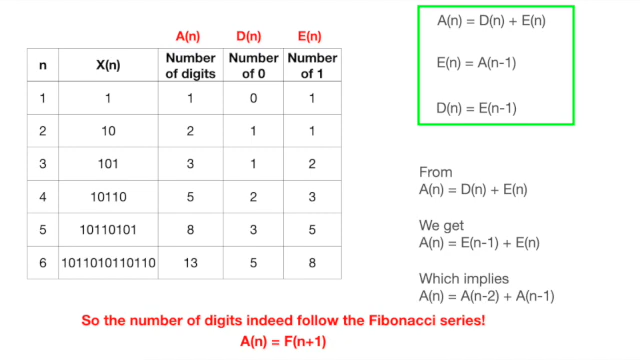 A(n) D(n) E(n)
n X(n) Number of digits Number of 0 Number of 1
1 1 1 0 1
2 10 2 1 1
3 101 3 1 2
4 10110 5 2 3
5 10110101 8 3 5
6 1011010110110 13 5 8
A(n) = D(n) + E(n)
E(n) = A(n-1)
D(n) = E(n-1)
From
A(n) = D(n) + E(n)
We get
A(n) = E(n-1) + E(n)
Which implies
A(n) = A(n-2) + A(n-1)
So the number of digits indeed follow the Fibonacci series!
A(n) = F(n+1)